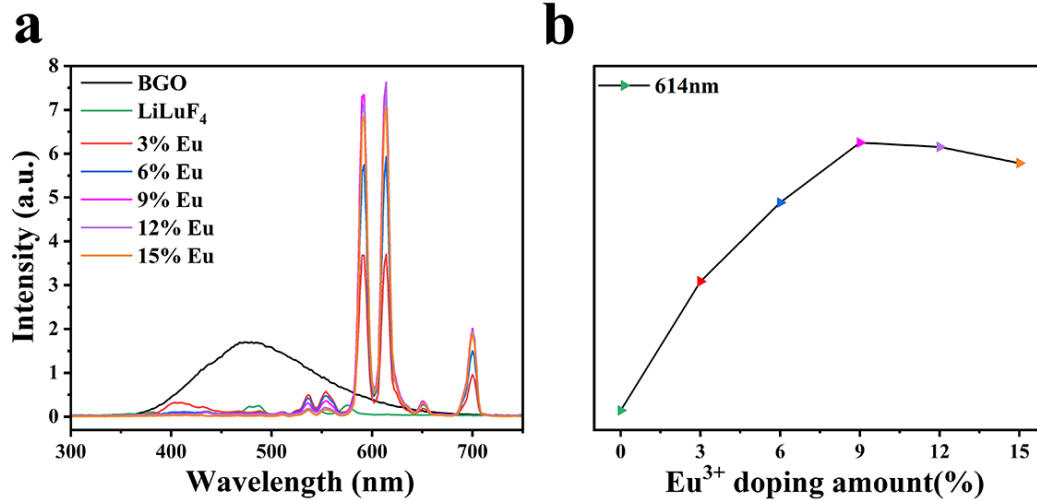 a
8
7
6
5
4
3
2
1
0
Intensity (a.u.)
BGO
LiLuF₄
3% Eu
6% Eu
9% Eu
12% Eu
15% Eu
300
400
500
600
700
Wavelength (nm)
b
614nm
0
3
6
9
12
15
Eu³⁺ doping amount(%)